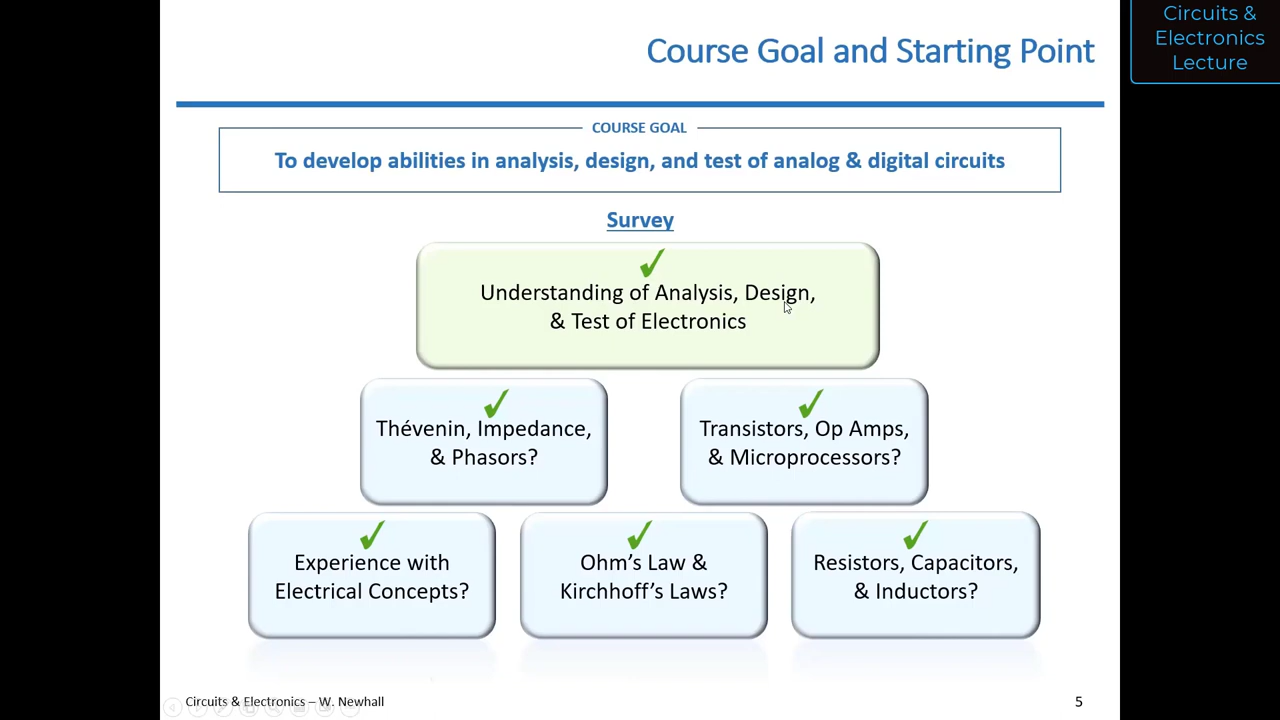 Circuits &
Electronics
Lecture
Course Goal and Starting Point
COURSE GOAL
To develop abilities in analysis, design, and test of analog & digital circuits
Survey
Understanding of Analysis, Design,
& Test of Electronics
Thévenin, Impedance,
& Phasors?
Transistors, Op Amps,
& Microprocessors?
Experience with
Electrical Concepts?
Ohm's Law &
Kirchhoff's Laws?
Resistors, Capacitors,
& Inductors?
Circuits & Electronics – W. Newhall
5